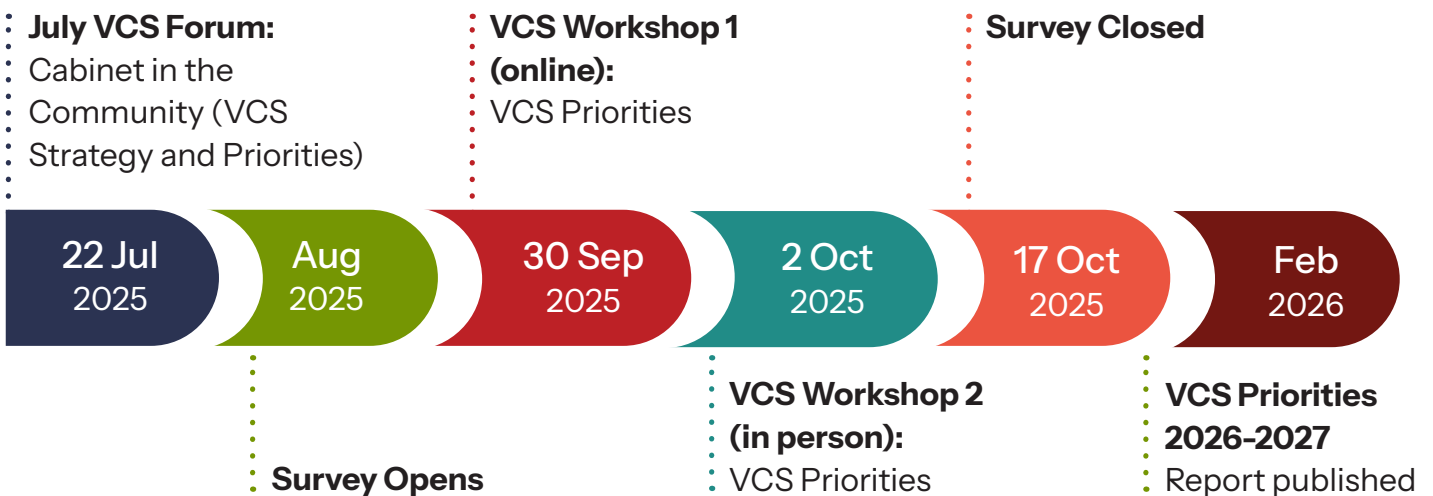 July VCS Forum:
Cabinet in the
Community (VCS
Strategy and Priorities)
VCS Workshop 1
(online):
VCS Priorities
Survey Closed
22 Jul
2025
Aug
2025
30 Sep
2025
2 Oct
2025
17 Oct
2025
Feb
2026
Survey Opens
VCS Workshop 2
(in person):
VCS Priorities
VCS Priorities
2026-2027
Report published